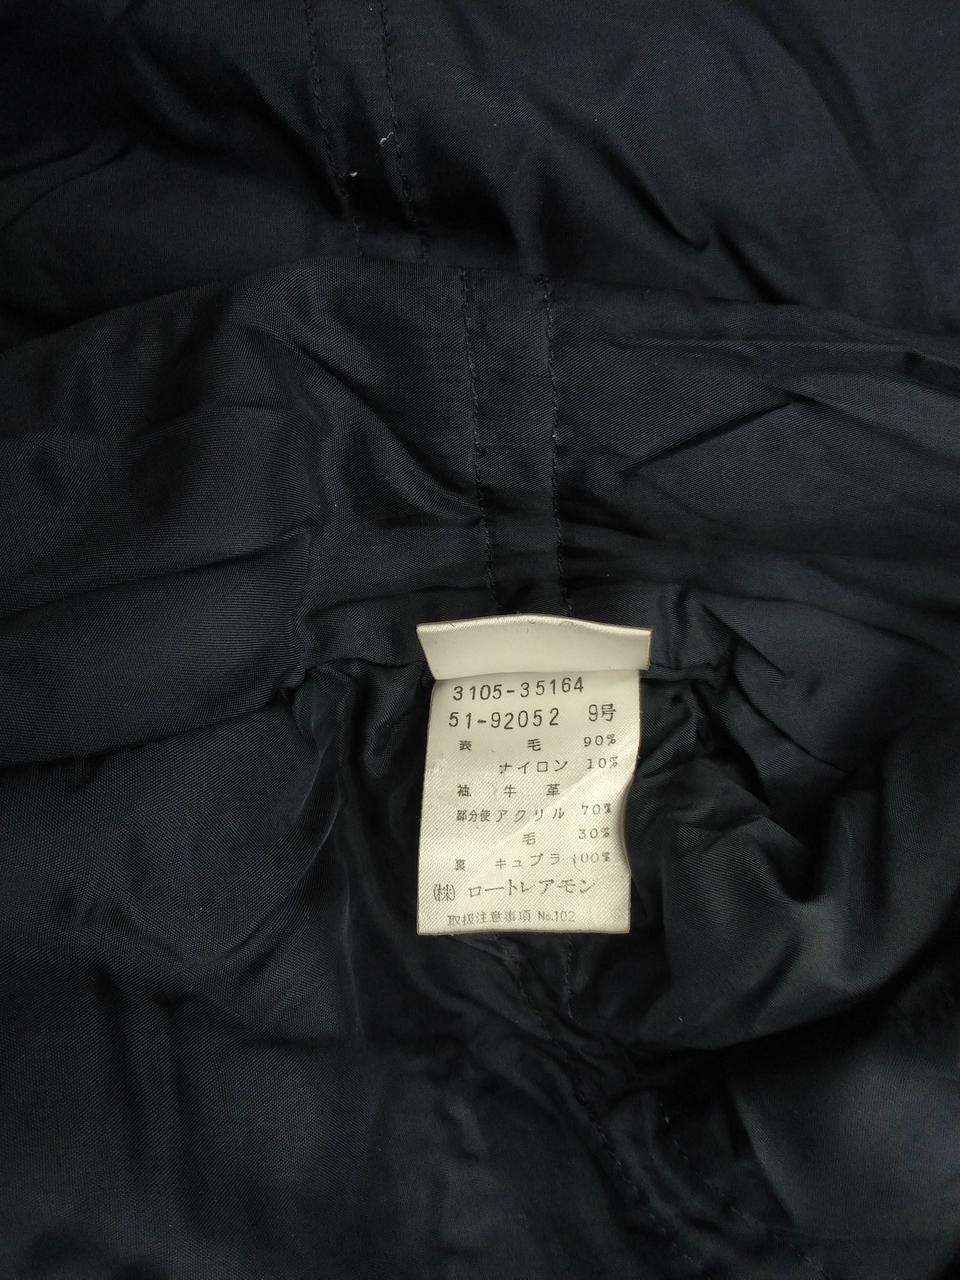 3105-35164
51-92052 9号
表 毛 90%
ナイロン 10%
袖 牛革
部分使 アクリル 70%
毛 30%
裏 キュプラ 100%
㈱ ロートレアモン
取扱注意事項 No.102